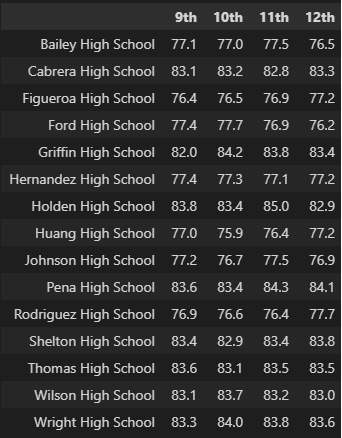 9th 10th 11th 12th
Bailey High School 77.1 77.0 77.5 76.5
Cabrera High School 83.1 83.2 82.8 83.3
Figueroa High School 76.4 76.5 76.9 77.2
Ford High School 77.4 77.7 76.9 76.2
Griffin High School 82.0 84.2 83.8 83.4
Hernandez High School 77.4 77.3 77.1 77.2
Holden High School 83.8 83.4 85.0 82.9
Huang High School 77.0 75.9 76.4 77.2
Johnson High School 77.2 76.7 77.5 76.9
Pena High School 83.6 83.4 84.3 84.1
Rodriguez High School 76.9 76.6 76.4 77.7
Shelton High School 83.4 82.9 83.4 83.8
Thomas High School 83.6 83.1 83.5 83.5
Wilson High School 83.1 83.7 83.2 83.0
Wright High School 83.3 84.0 83.8 83.6